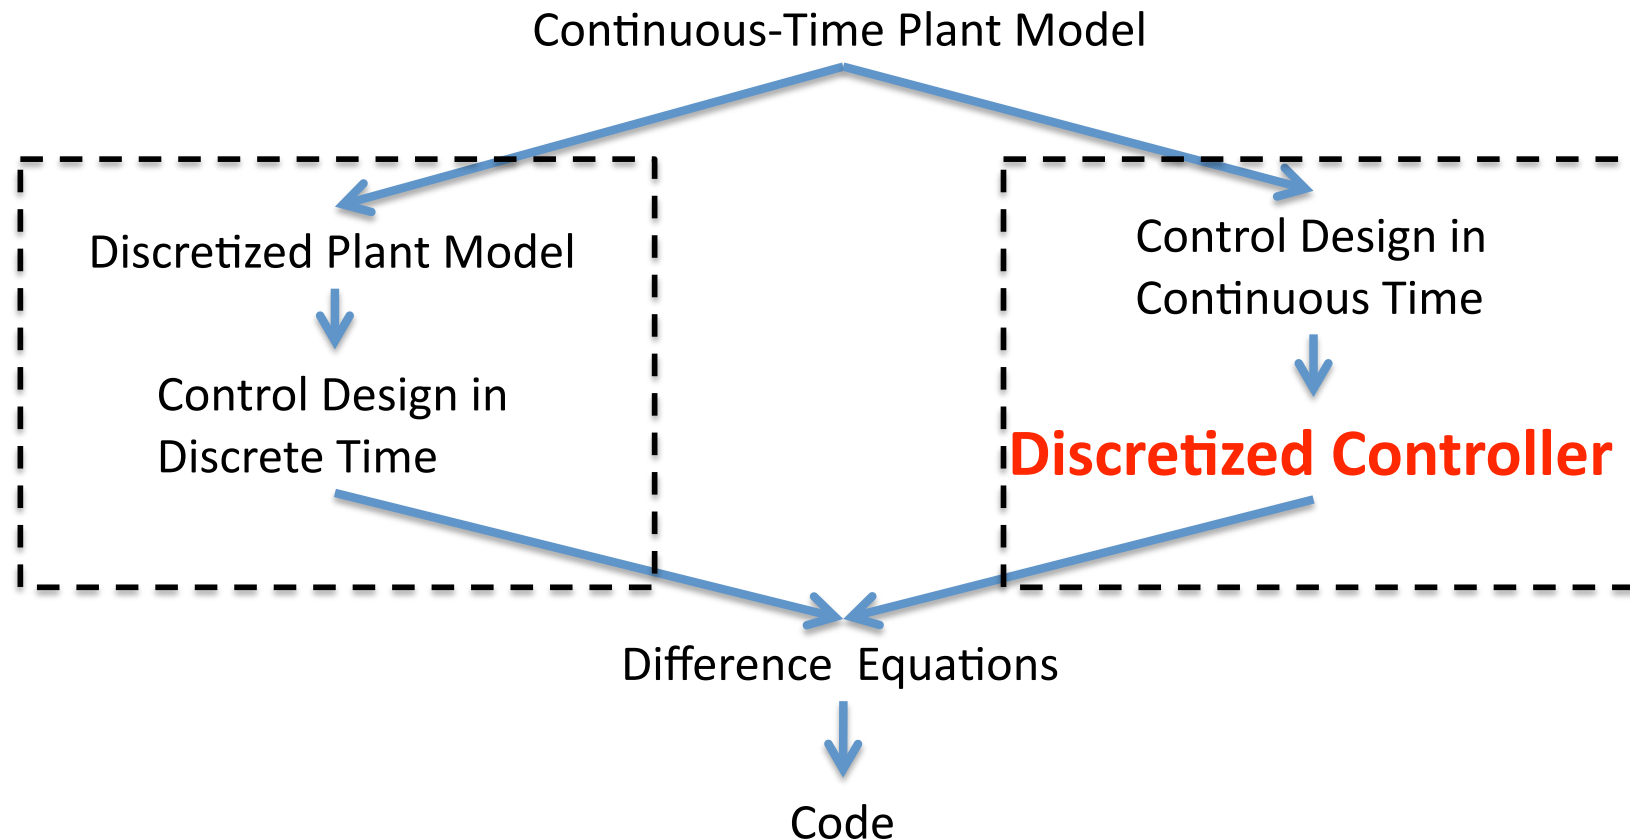 Continuous-Time Plant Model
Discretized Plant Model
Control Design in
Discrete Time
Control Design in
Continuous Time
Discretized Controller
Difference Equations
Code